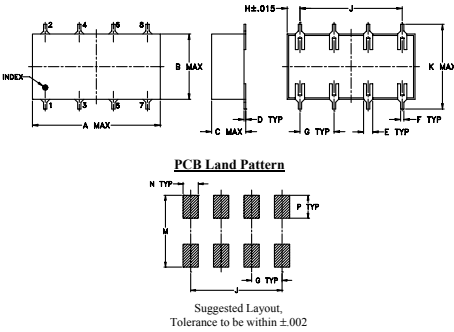 H±.015
J
2 4 6 8
B MAX
K MAX
INDEX
1 3 5 7
D TYP
F TYP
A MAX
C MAX
G TYP
E TYP
PCB Land Pattern
N TYP
P TYP
M
G TYP
J
Suggested Layout,
Tolerance to be within ±.002